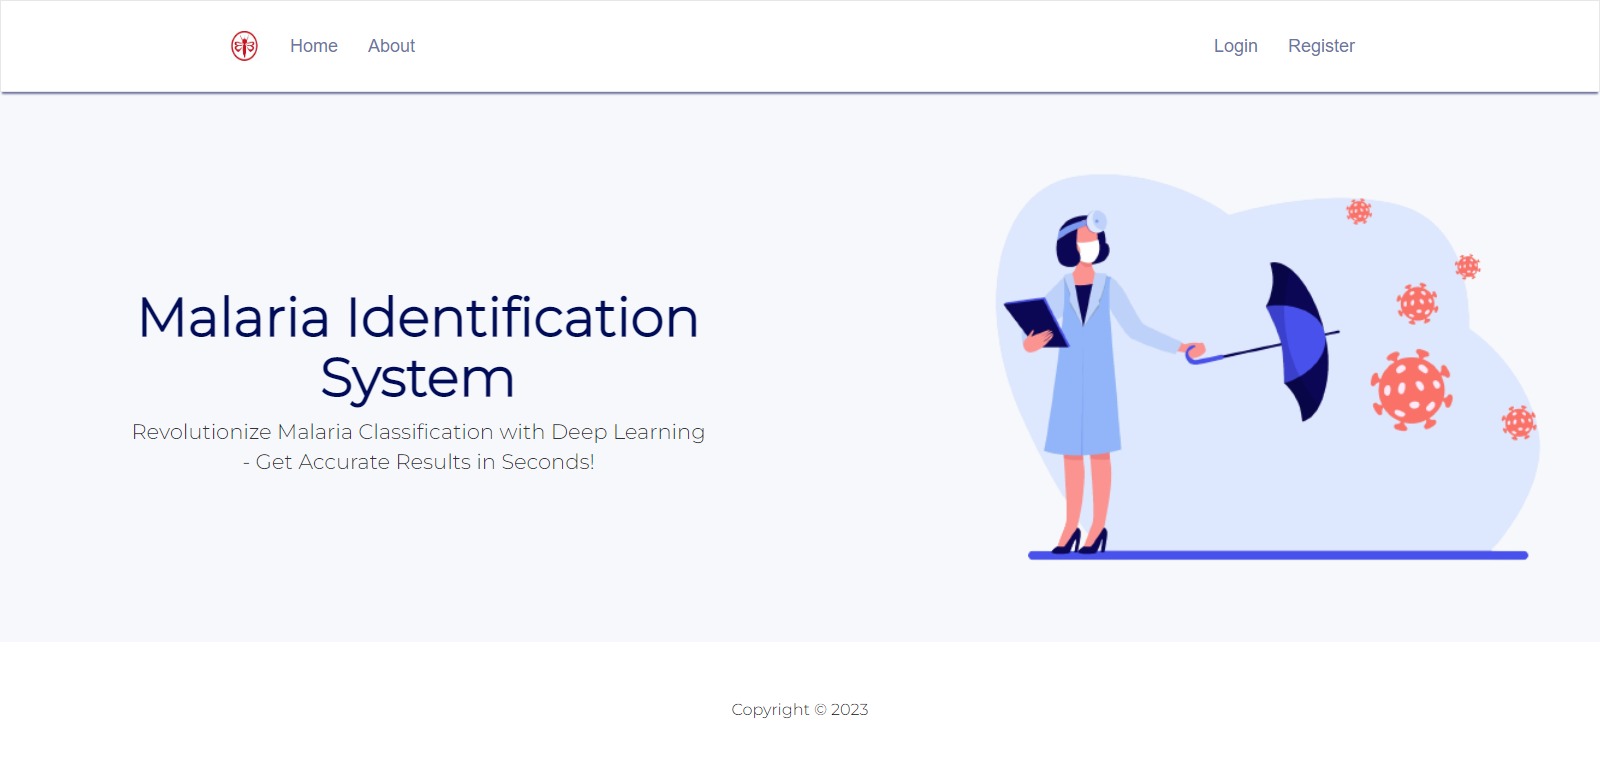 Home About Login Register
Malaria Identification
System
Revolutionize Malaria Classification with Deep Learning
- Get Accurate Results in Seconds!
Copyright © 2023